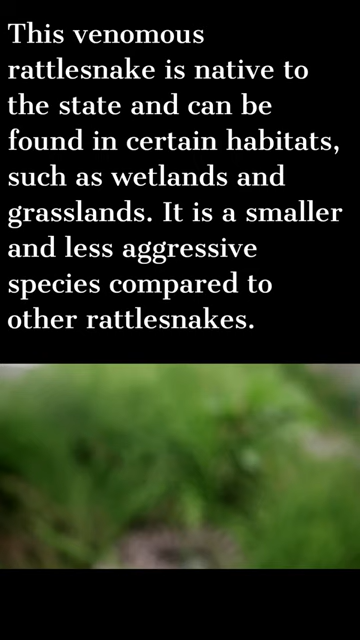 This venomous
rattlesnake is native to
the state and can be
found in certain habitats,
such as wetlands and
grasslands. It is a smaller
and less aggressive
species compared to
other rattlesnakes.